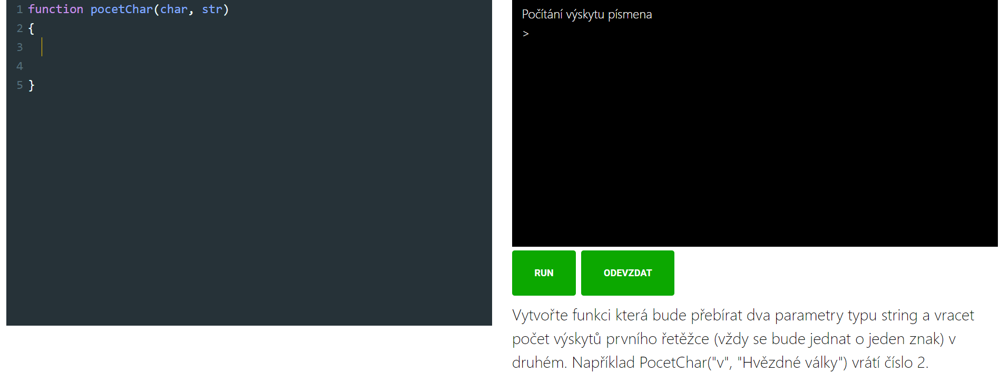 1 function pocetChar(char, str)
2 {
3
4
5 }
Počítání výskytu písmena
>
RUN
ODEVZDAT
Vytvořte funkci která bude přebírat dva parametry typu string a vracet
počet výskytů prvního řetěžce (vždy se bude jednat o jeden znak) v
druhém. Například PocetChar("v", "Hvězdné války") vrátí číslo 2.